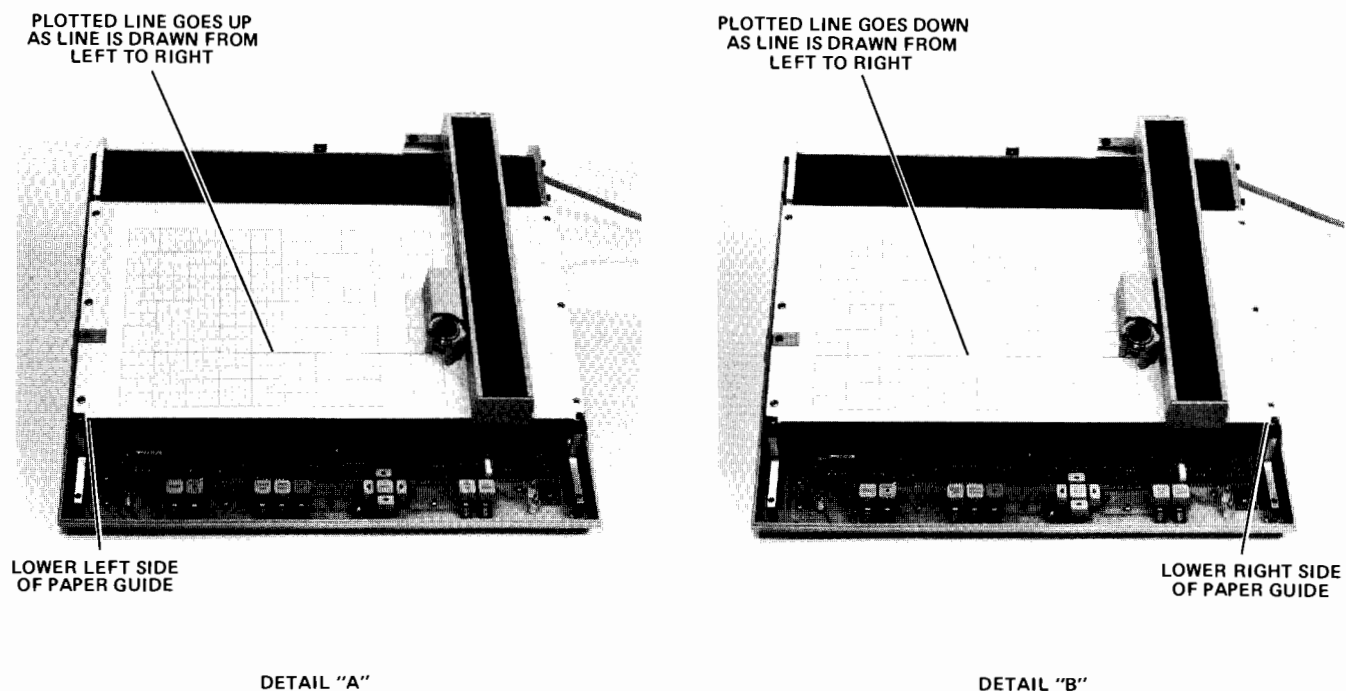 PLOTTED LINE GOES UP
AS LINE IS DRAWN FROM
LEFT TO RIGHT
LOWER LEFT SIDE
OF PAPER GUIDE
DETAIL "A"
PLOTTED LINE GOES DOWN
AS LINE IS DRAWN FROM
LEFT TO RIGHT
LOWER RIGHT SIDE
OF PAPER GUIDE
DETAIL "B"